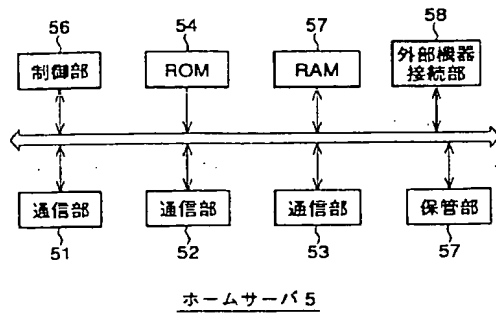 56
54
57
58
制御部
ROM
RAM
外部機器
接続部
通信部
通信部
通信部
保管部
51
52
53
57
ホームサーバ 5